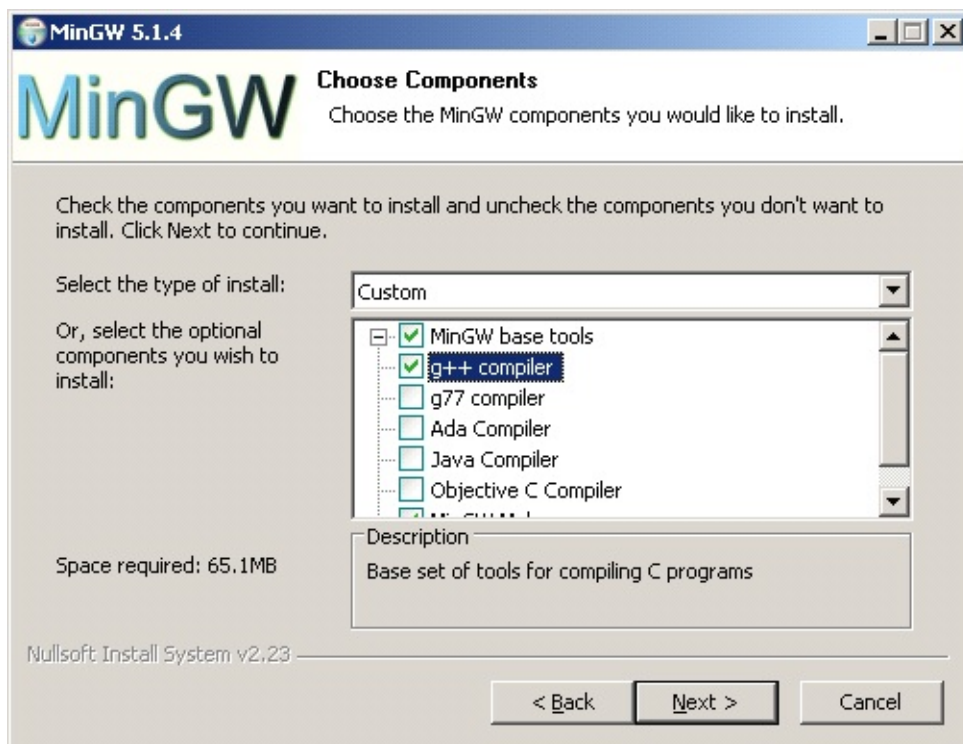 MinGW 5.1.4
MinGW
Choose Components
Choose the MinGW components you would like to install.
Check the components you want to install and uncheck the components you don't want to
install. Click Next to continue.
Select the type of install:
Custom
Or, select the optional
components you wish to
install:
MinGW base tools
g++ compiler
g77 compiler
Ada Compiler
Java Compiler
Objective C Compiler
Space required: 65.1MB
Description
Base set of tools for compiling C programs
Nullsoft Install System v2.23
< Back
Next >
Cancel